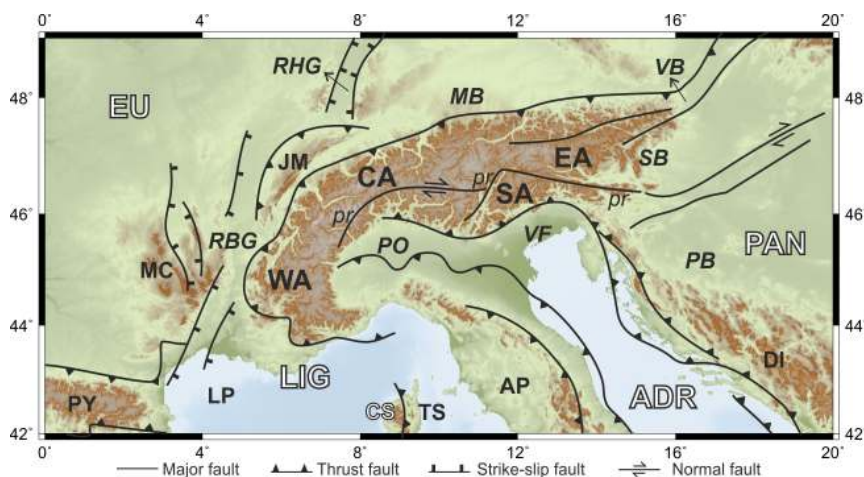 0° 4° 8° 12° 16° 20°
RHG
VB
48° 48°
EU
MB
JM
EA
SB
CA
pr.
SA
46° pr. pr. 46°
RBG
VF
PO
PAN
MC
WA
PB
44° 44°
LIG
DI
PY
LP
CS
TS
AP
ADR
42° 42°
0° 4° 8° 12° 16° 20°
Major fault Thrust fault Strike-slip fault Normal fault